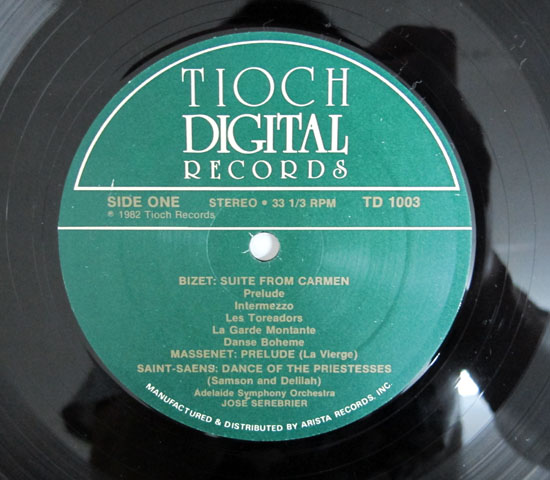 TIOCH
DIGITAL
RECORDS
SIDE ONE STEREO • 33 1/3 RPM TD 1003
℗ 1982 Tioch Records
BIZET: SUITE FROM CARMEN
Prelude
Intermezzo
Les Toreadors
La Garde Montante
Danse Boheme
MASSENET: PRELUDE (La Vierge)
SAINT-SAENS: DANCE OF THE PRIESTESSES
(Samson and Delilah)
Adelaide Symphony Orchestra
JOSÉ SEREBRIER
MANUFACTURED & DISTRIBUTED BY ARISTA RECORDS, INC.